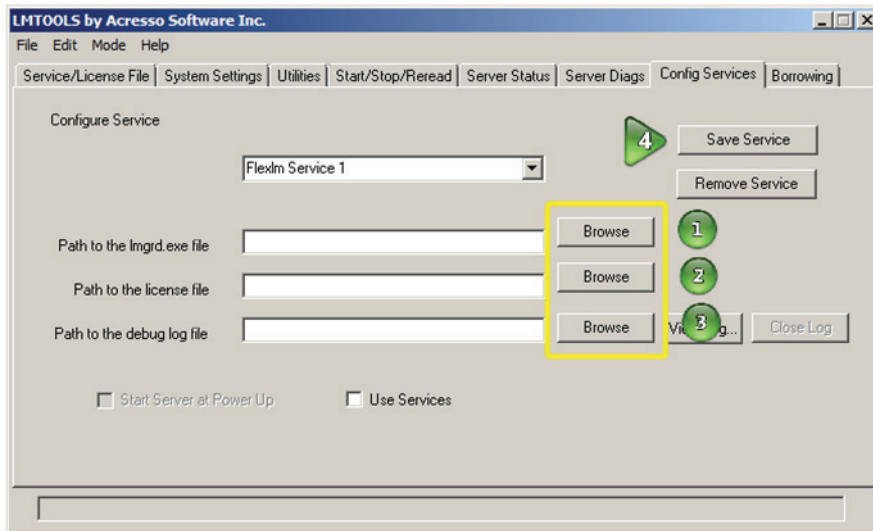 LMTOOLS by Acresso Software Inc.
File Edit Mode Help
Service/License File System Settings Utilities Start/Stop/Reread Server Status Server Diags Config Services Borrowing
Configure Service
4
Save Service
Flexlm Service 1
Remove Service
Path to the lmgrd.exe file
Browse
1
Path to the license file
Browse
2
Path to the debug log file
Browse
3
Close Log
Start Server at Power Up
Use Services